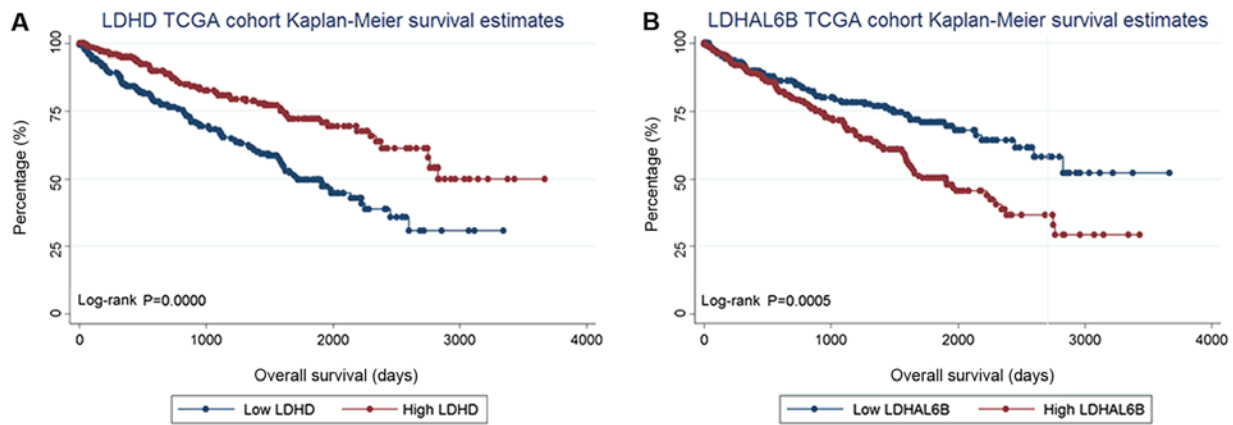 A
LDHD TCGA cohort Kaplan-Meier survival estimates
Percentage (%)
100
75
50
25
0
Log-rank P=0.0000
0 1000 2000 3000 4000
Overall survival (days)
Low LDHD High LDHD
B
LDHAL6B TCGA cohort Kaplan-Meier survival estimates
Percentage (%)
100
75
50
25
0
Log-rank P=0.0005
0 1000 2000 3000 4000
Overall survival (days)
Low LDHAL6B High LDHAL6B